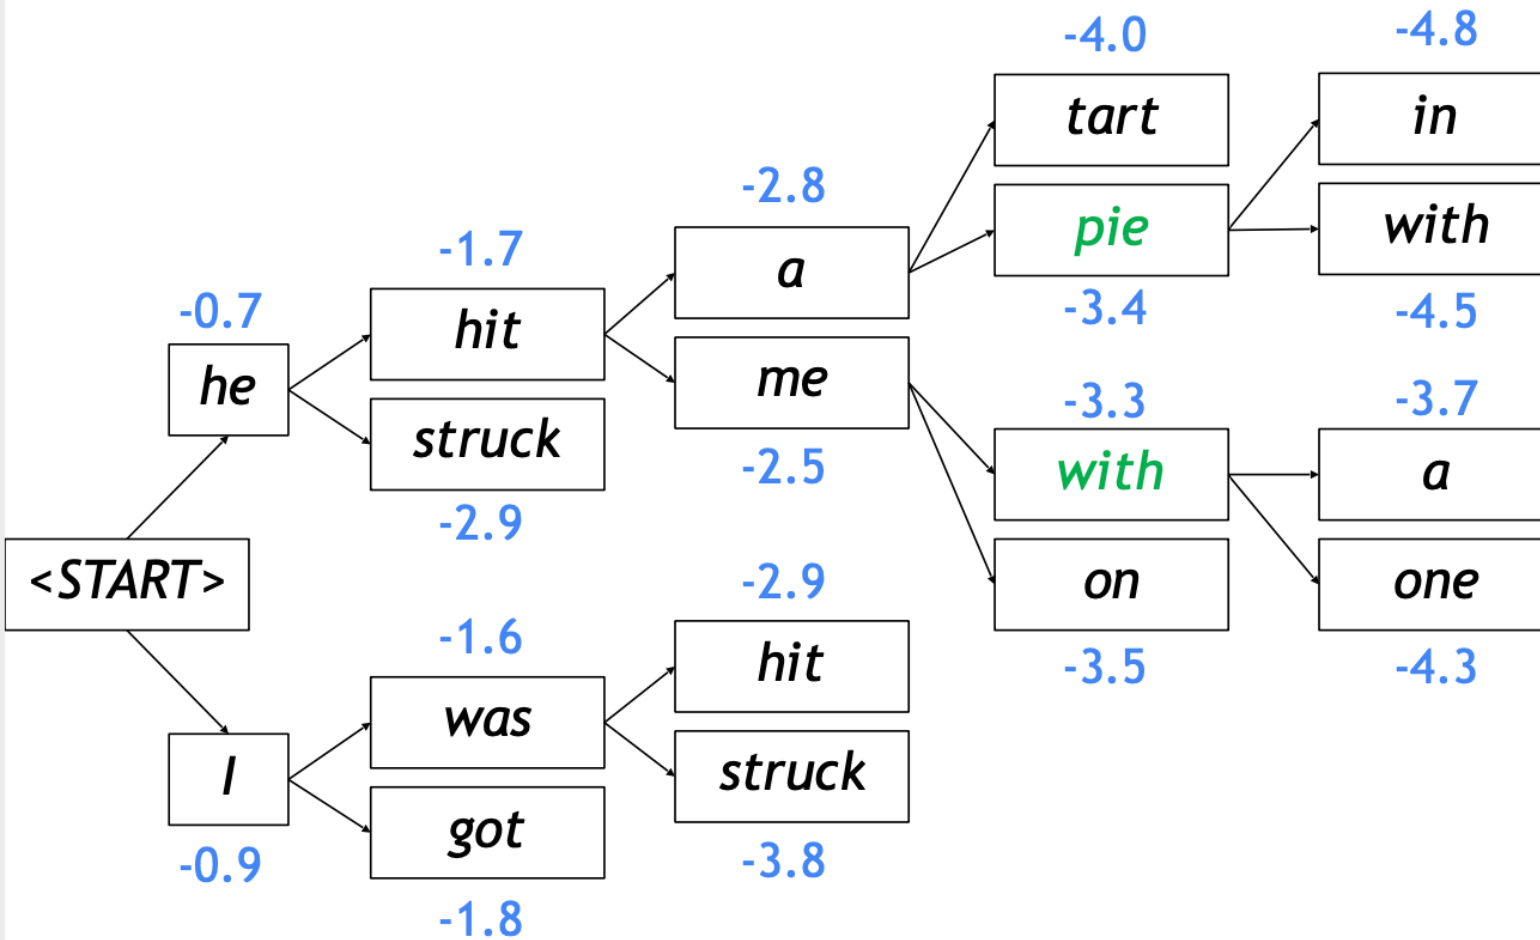 -4.0
-4.8
tart
in
-2.8
pie
with
-1.7
a
-0.7
hit
-3.4
-4.5
he
me
-3.3
-3.7
struck
-2.5
with
a
-2.9
<START>
-2.9
on
one
-1.6
hit
-3.5
-4.3
was
I
struck
got
-0.9
-3.8
-1.8